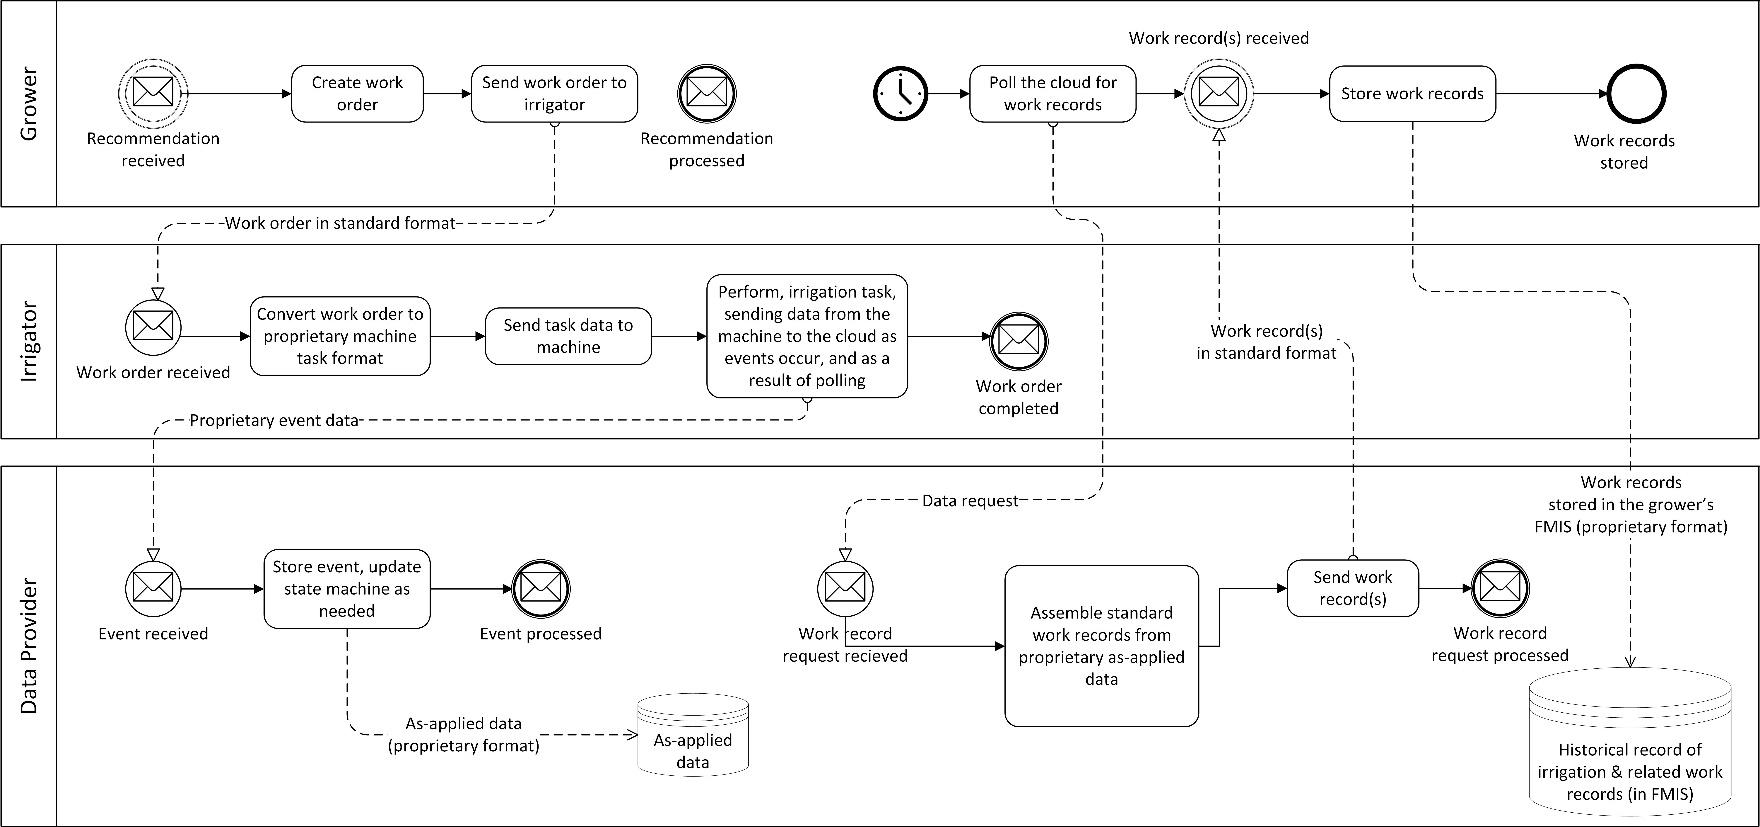 Grower
Recommendation
received
Create work
order
Send work order to
irrigator
Recommendation
processed
Poll the cloud for
work records
Work record(s) received
Store work records
Work records
stored
Work order in standard format
Irrigator
Work order received
Convert work order to
proprietary machine
task format
Send task data to
machine
Perform, irrigation task,
sending data from the
machine to the cloud as
events occur, and as a
result of polling
Work order
completed
Work record(s)
in standard format
Proprietary event data
Data Provider
Event received
Store event, update
state machine as
needed
Event processed
As-applied data
(proprietary format)
As-applied
data
Data request
Work record
request recieved
Assemble standard
work records from
proprietary as-applied
data
Send work
record(s)
Work record
request processed
Work records
stored in the grower’s
FMIS (proprietary format)
Historical record of
irrigation & related work
records (in FMIS)